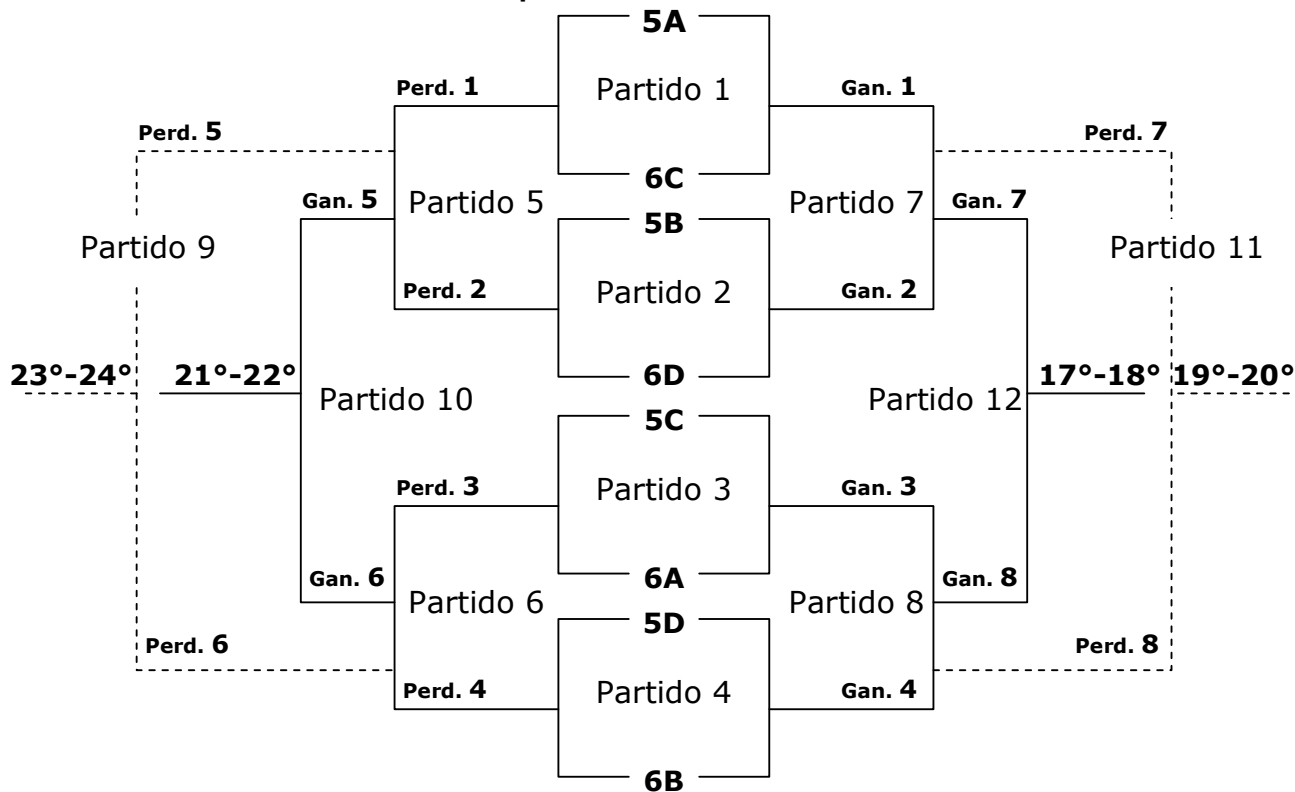 5A
Perd. 1
Partido 1
Gan. 1
Perd. 5
Perd. 7
6C
Gan. 5
Partido 5
Partido 7
Gan. 7
5B
Partido 9
Partido 11
Perd. 2
Partido 2
Gan. 2
23°-24°
21°-22°
6D
17°-18°
19°-20°
Partido 10
Partido 12
5C
Perd. 3
Partido 3
Gan. 3
Gan. 6
6A
Gan. 8
Partido 6
Partido 8
5D
Perd. 6
Perd. 8
Perd. 4
Partido 4
Gan. 4
6B